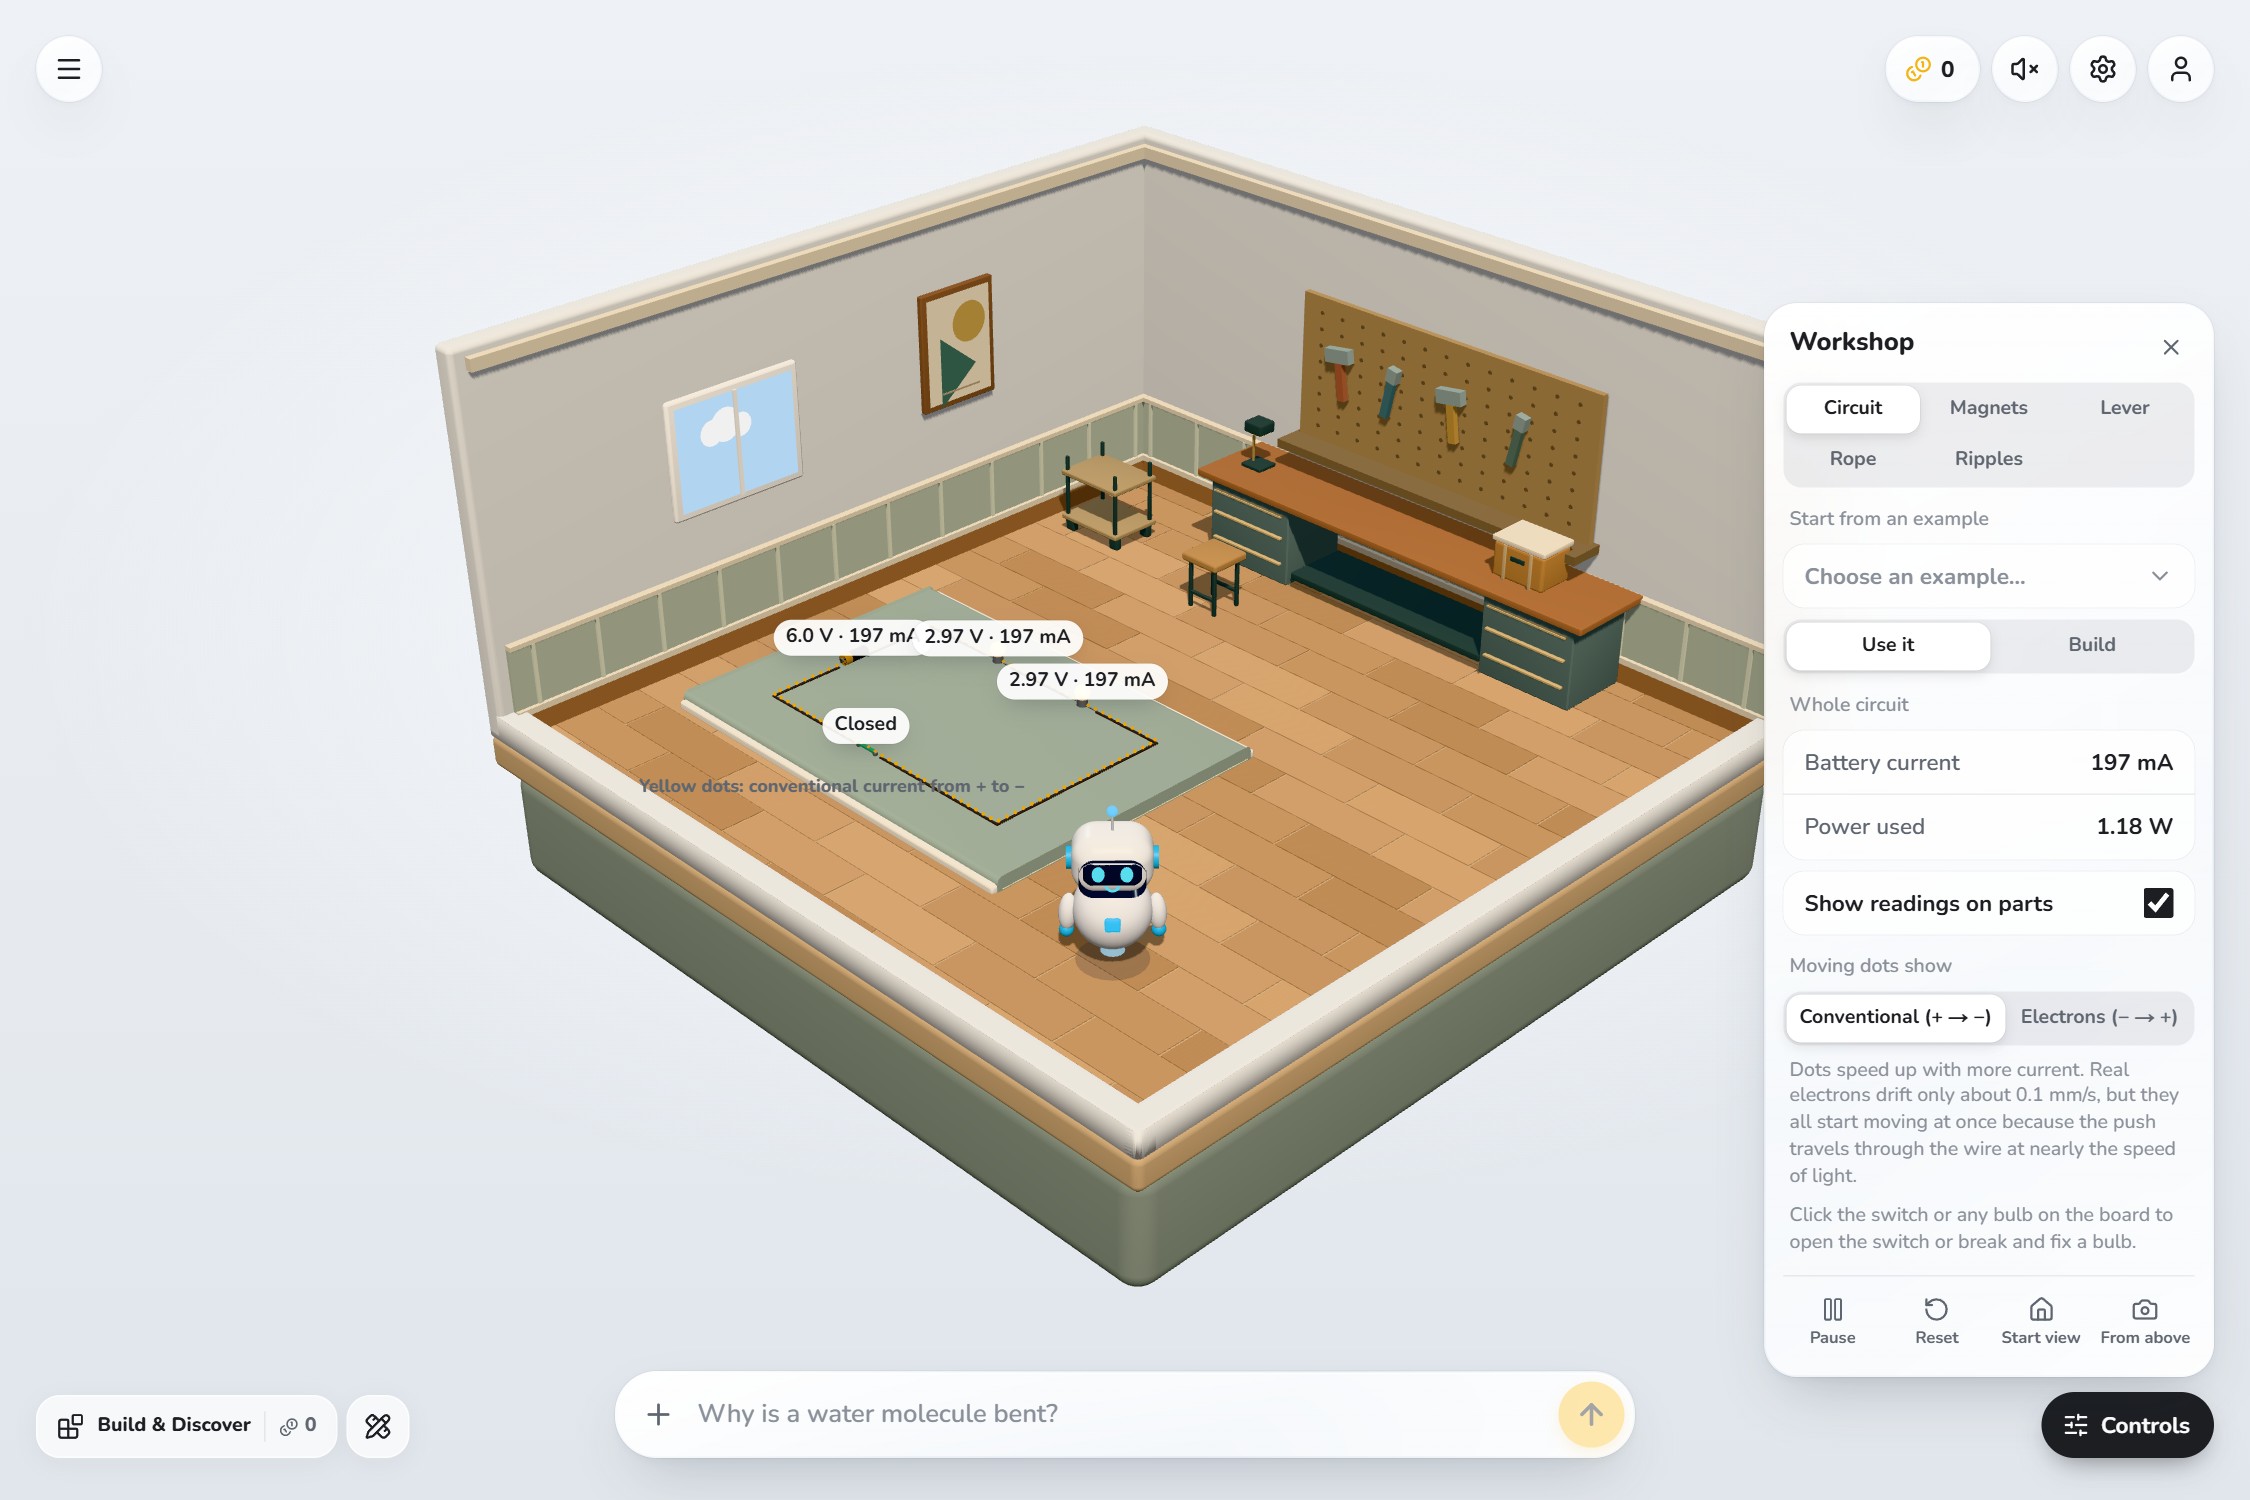 0
Workshop
Circuit
Magnets
Lever
Rope
Ripples
Start from an example
Choose an example...
Use it
Build
Whole circuit
Battery current
197 mA
Power used
1.18 W
Show readings on parts
Moving dots show
Conventional (+ → −)
Electrons (− → +)
Dots speed up with more current. Real
electrons drift only about 0.1 mm/s, but they
all start moving at once because the push
travels through the wire at nearly the speed
of light.
Click the switch or any bulb on the board to
open the switch or break and fix a bulb.
Pause
Reset
Start view
From above
6.0 V · 197 mA
2.97 V · 197 mA
2.97 V · 197 mA
Closed
Yellow dots: conventional current from + to −
Build & Discover
0
Why is a water molecule bent?
Controls